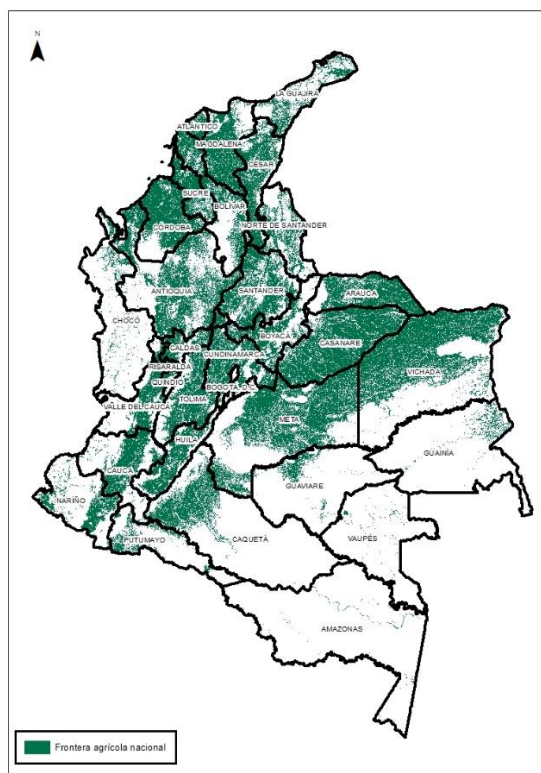 N
LA GUAJIRA
ATLÁNTICO
MAGDALENA
CESAR
SUCRE
BOLÍVAR
CÓRDOBA
NORTE DE SANTANDER
ANTIOQUIA
SANTANDER
ARAUCA
CHOCÓ
BOYACÁ
CASANARE
CALDAS
CUNDINAMARCA
RISARALDA
VICHADA
QUINDÍO
BOGOTÁ, D.C.
TOLIMA
VALLE DEL CAUCA
META
HUILA
GUAINÍA
CAUCA
GUAVIARE
NARIÑO
PUTUMAYO
CAQUETÁ
VAUPÉS
AMAZONAS
Frontera agrícola nacional